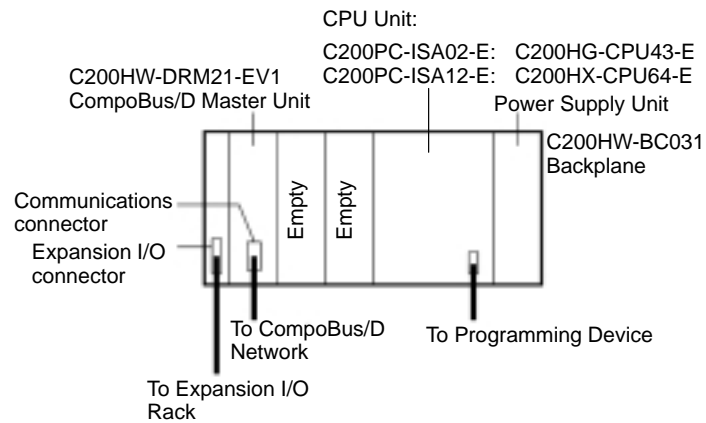 CPU Unit:
C200PC-ISA02-E: C200HG-CPU43-E
C200PC-ISA12-E: C200HX-CPU64-E
C200HW-DRM21-EV1
CompoBus/D Master Unit
Power Supply Unit
C200HW-BC031
Backplane
Communications
connector
Expansion I/O
connector
Empty
Empty
To CompoBus/D
Network
To Programming Device
To Expansion I/O
Rack